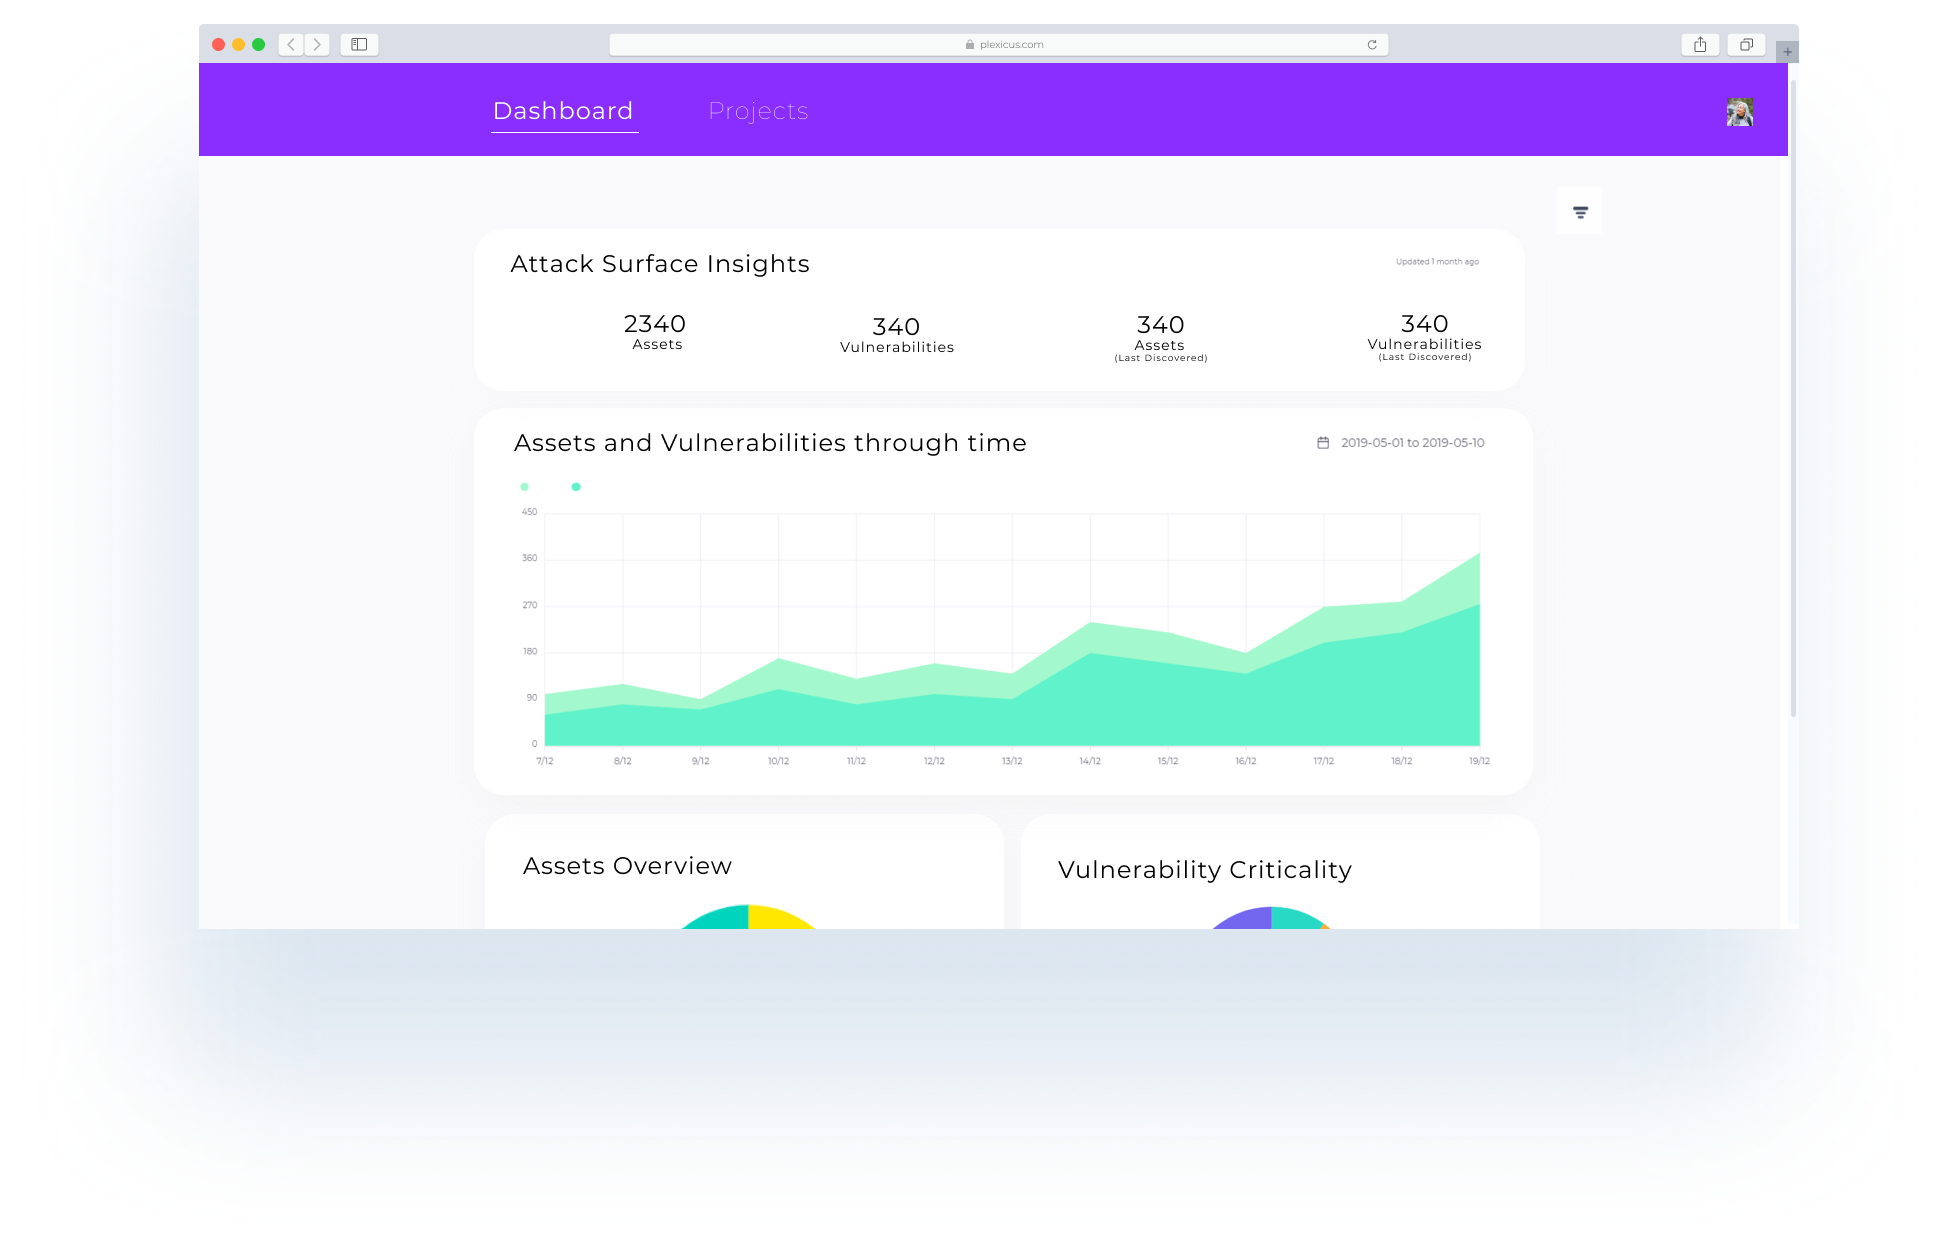 plexicus.com
Dashboard Projects
Attack Surface Insights
Updated 1 month ago
2340
Assets
340
Vulnerabilities
340
Assets
(Last Discovered)
340
Vulnerabilities
(Last Discovered)
Assets and Vulnerabilities through time
2019-05-01 to 2019-05-10
450
360
270
180
90
0
7/12 8/12 9/12 10/12 11/12 12/12 13/12 14/12 15/12 16/12 17/12 18/12 19/12
Assets Overview
Vulnerability Criticality